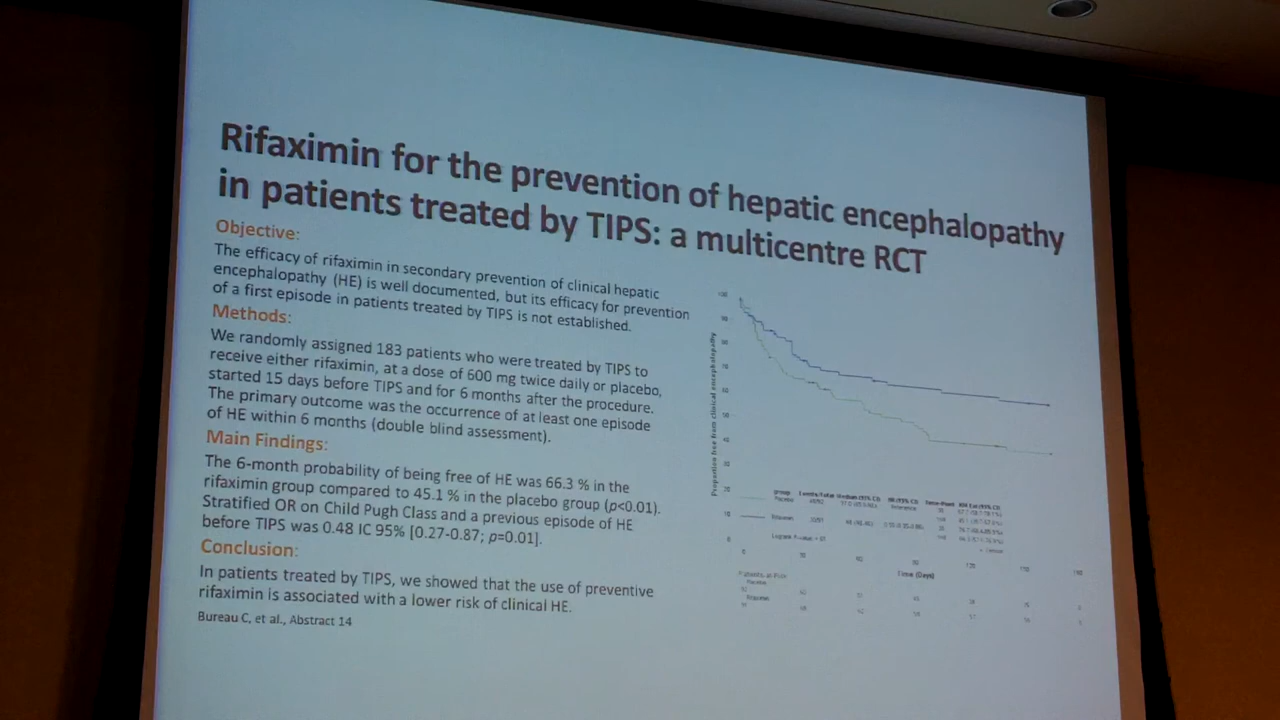 Rifaximin for the prevention of hepatic encephalopathy
in patients treated by TIPS: a multicentre RCT
Objective:
The efficacy of rifaximin in secondary prevention of clinical hepatic
encephalopathy (HE) is well documented, but its efficacy for prevention
of a first episode in patients treated by TIPS is not established.
Methods:
We randomly assigned 183 patients who were treated by TIPS to
receive either rifaximin, at a dose of 600 mg twice daily or placebo,
started 15 days before TIPS and for 6 months after the procedure.
The primary outcome was the occurrence of at least one episode
of HE within 6 months (double blind assessment).
Main Findings:
The 6-month probability of being free of HE was 66.3 % in the
rifaximin group compared to 45.1 % in the placebo group (p<0.01).
Stratified OR on Child Pugh Class and a previous episode of HE
before TIPS was 0.48 IC 95% [0.27-0.87; p=0.01].
Conclusion:
In patients treated by TIPS, we showed that the use of preventive
rifaximin is associated with a lower risk of clinical HE.
Bureau C, et al., Abstract 14
Proportion free from clinical encephalopathy
Time (Days)